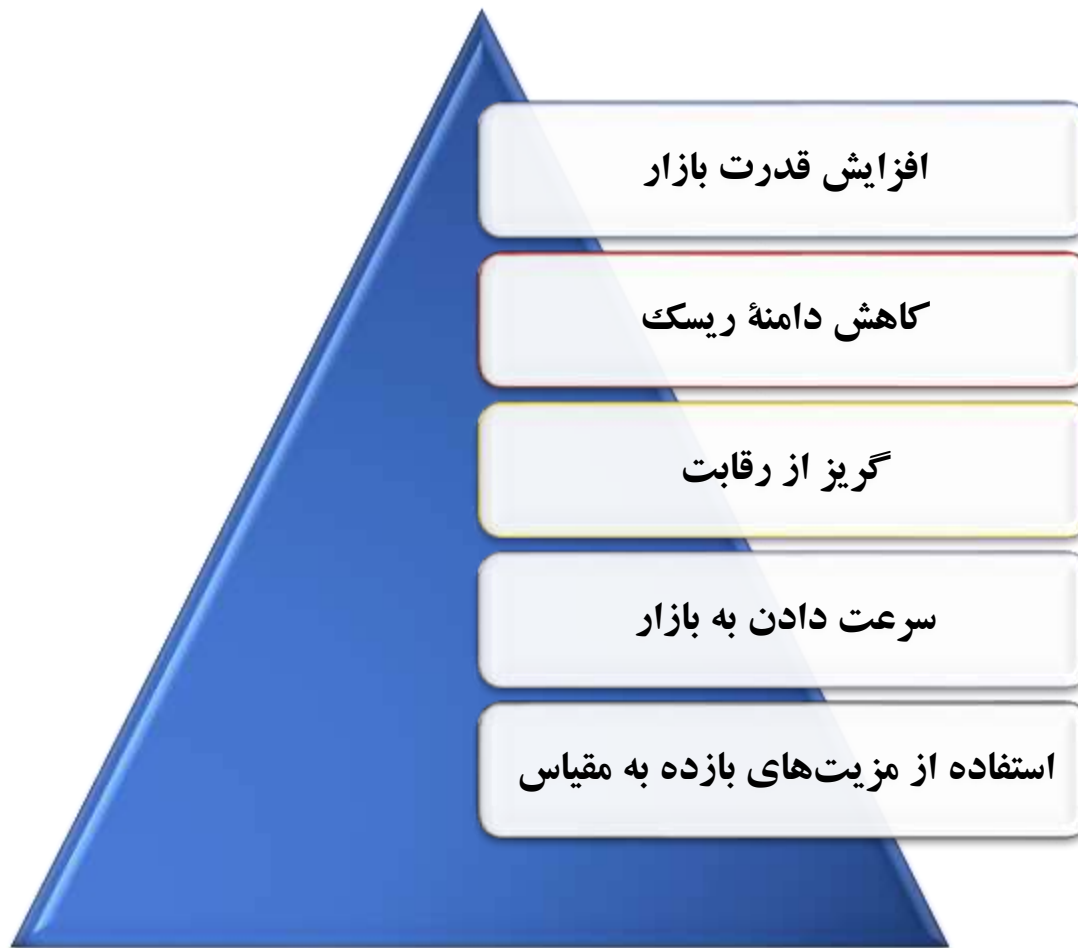 افزایش قدرت بازار
کاهش دامنهٔ ریسک
گریز از رقابت
سرعت دادن به بازار
استفاده از مزیت‌های بازده به مقیاس